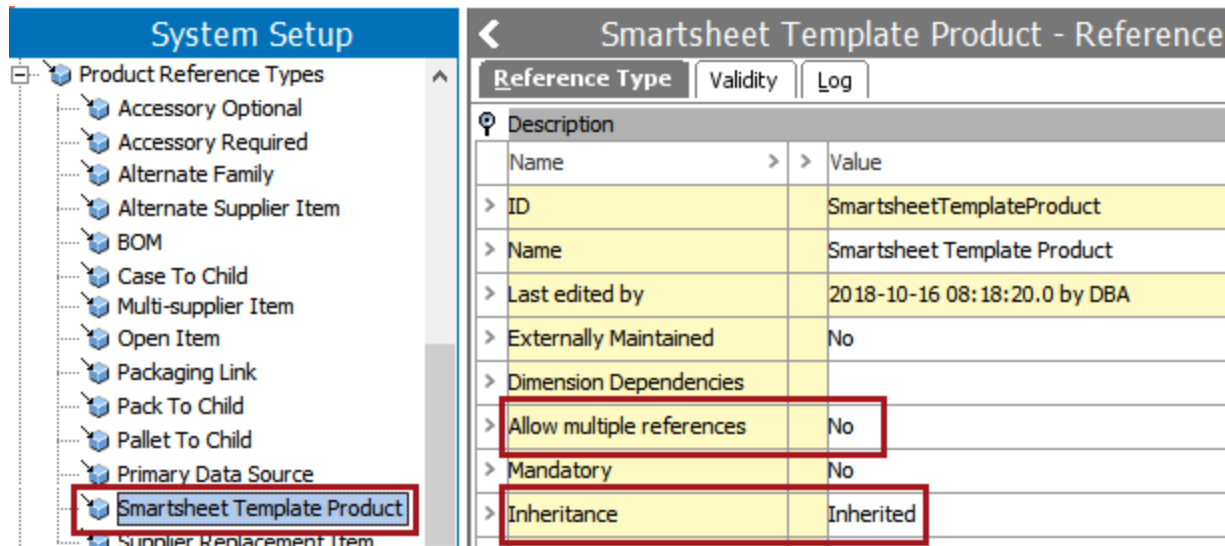 System Setup
Product Reference Types
Accessory Optional
Accessory Required
Alternate Family
Alternate Supplier Item
BOM
Case To Child
Multi-supplier Item
Open Item
Packaging Link
Pack To Child
Pallet To Child
Primary Data Source
Smartsheet Template Product
Supplier Replacement Item
Smartsheet Template Product - Reference
Reference Type Validity Log
Description
Name > > Value
> ID SmartsheetTemplateProduct
> Name Smartsheet Template Product
> Last edited by 2018-10-16 08:18:20.0 by DBA
> Externally Maintained No
> Dimension Dependencies
> Allow multiple references No
> Mandatory No
> Inheritance Inherited